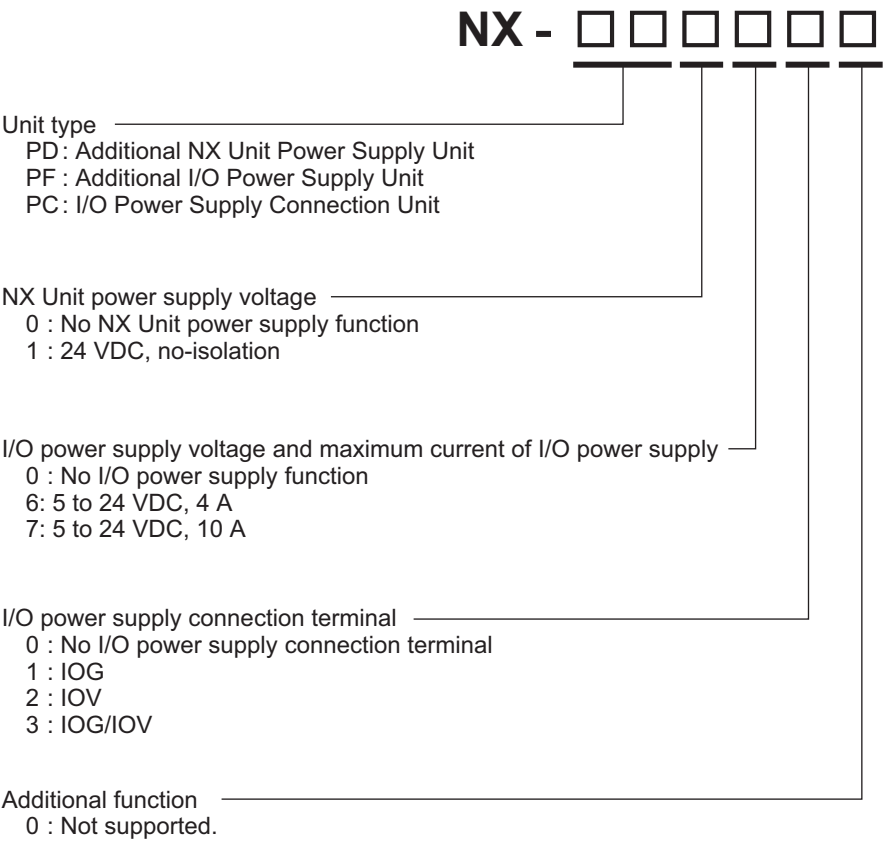 NX - □ □ □ □ □ □
Unit type
PD : Additional NX Unit Power Supply Unit
PF : Additional I/O Power Supply Unit
PC : I/O Power Supply Connection Unit
NX Unit power supply voltage
0 : No NX Unit power supply function
1 : 24 VDC, no-isolation
I/O power supply voltage and maximum current of I/O power supply
0 : No I/O power supply function
6: 5 to 24 VDC, 4 A
7: 5 to 24 VDC, 10 A
I/O power supply connection terminal
0 : No I/O power supply connection terminal
1 : IOG
2 : IOV
3 : IOG/IOV
Additional function
0 : Not supported.